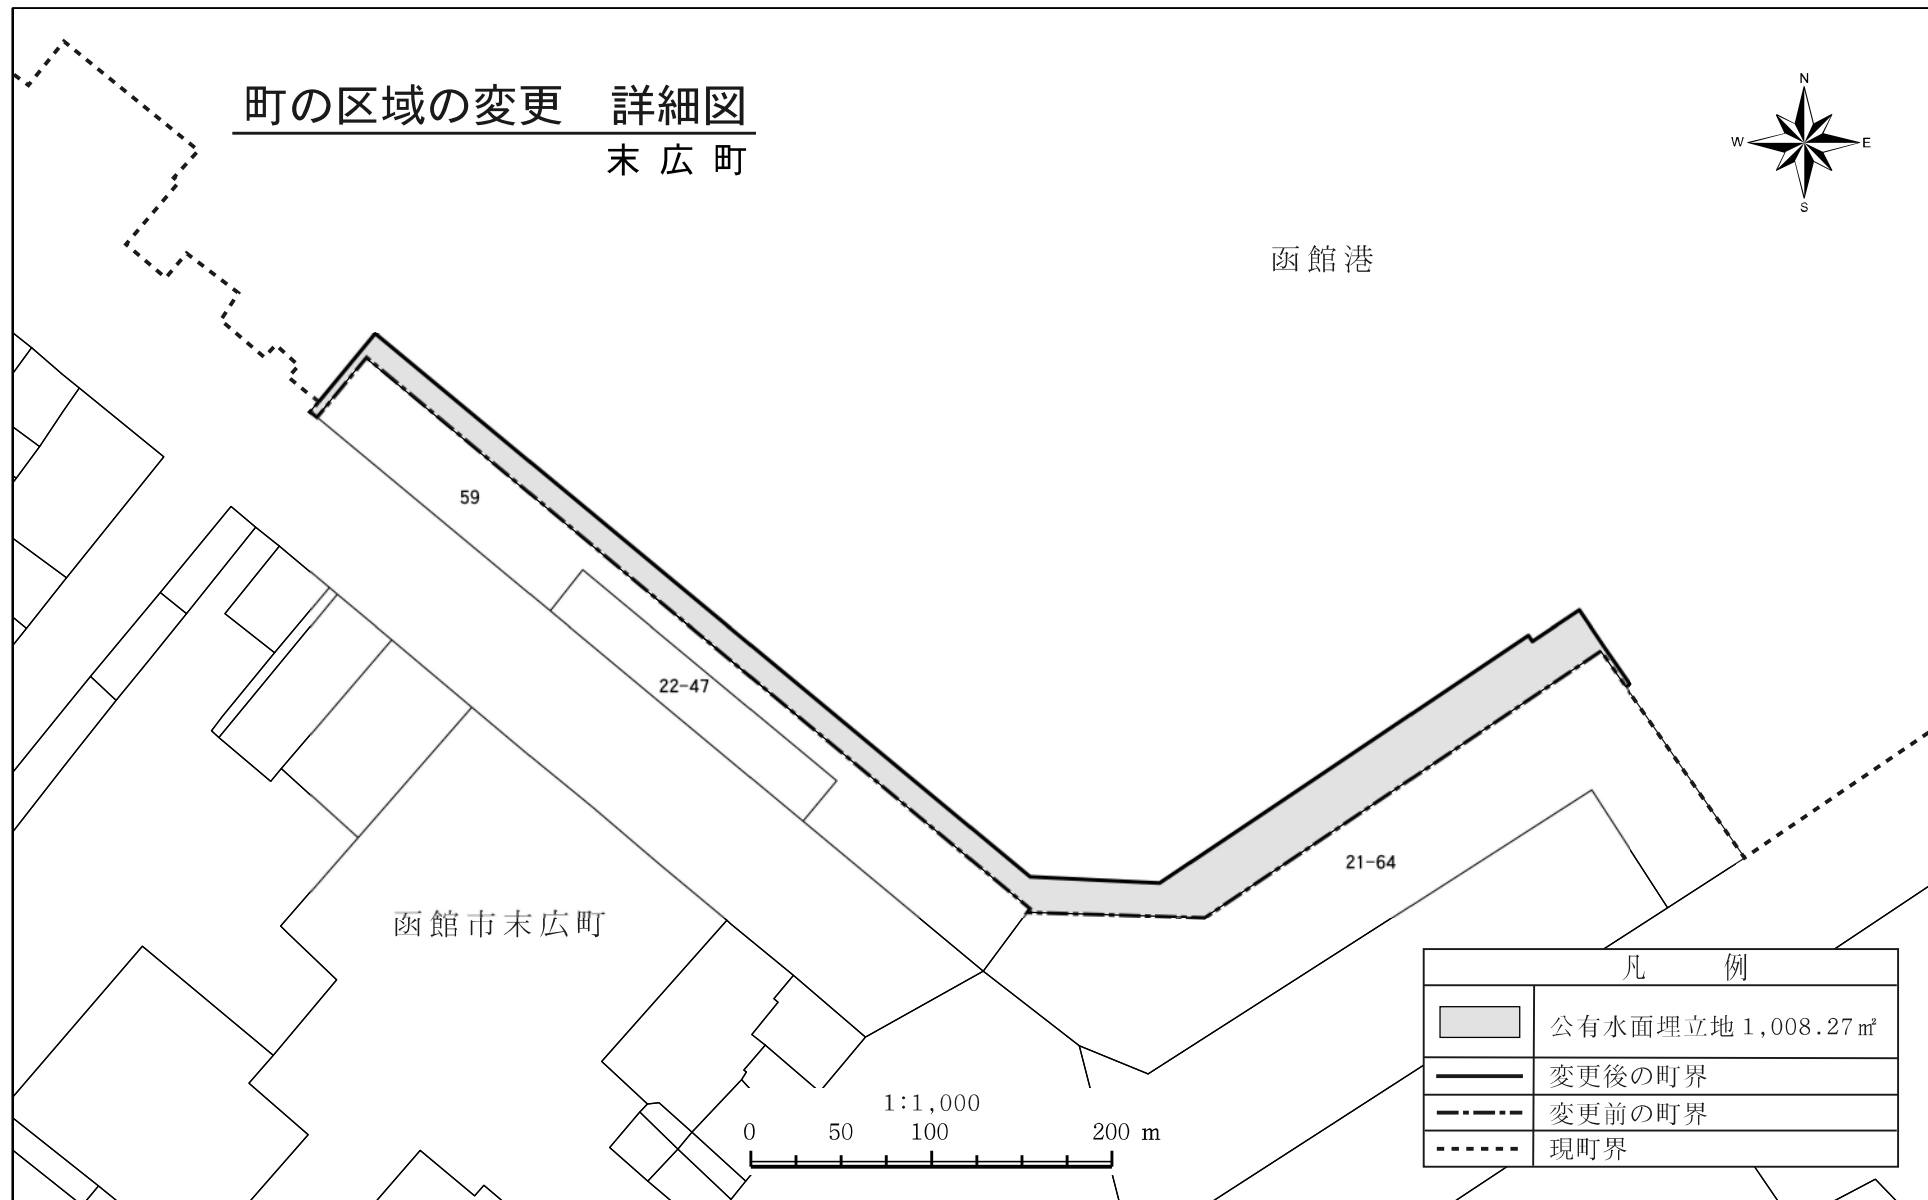 町の区域の変更　詳細図
末広町
N
W
E
S
函館港
59
22-47
21-64
函館市末広町
1:1,000
0 50 100 200 m
凡　例
公有水面埋立地 1,008.27㎡
変更後の町界
変更前の町界
現町界